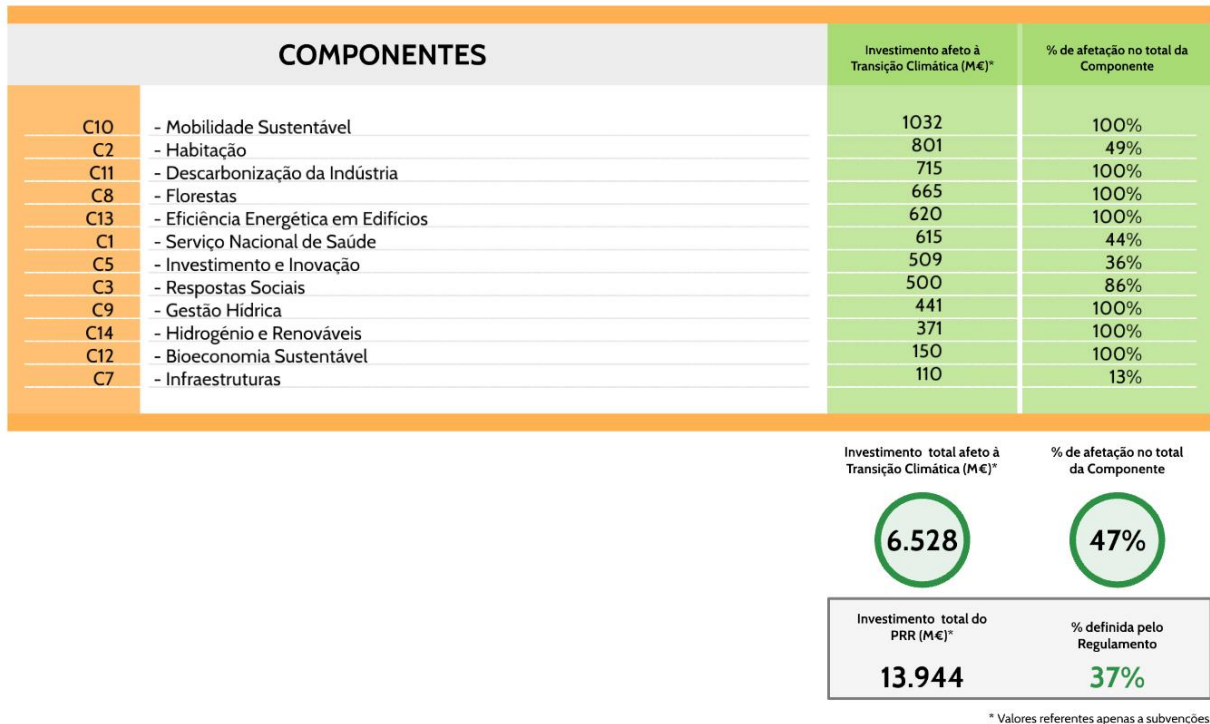 COMPONENTES
Investimento afeto à
Transição Climática (M€)*
% de afetação no total da
Componente
C10 - Mobilidade Sustentável 1032 100%
C2 - Habitação 801 49%
C11 - Descarbonização da Indústria 715 100%
C8 - Florestas 665 100%
C13 - Eficiência Energética em Edifícios 620 100%
C1 - Serviço Nacional de Saúde 615 44%
C5 - Investimento e Inovação 509 36%
C3 - Respostas Sociais 500 86%
C9 - Gestão Hídrica 441 100%
C14 - Hidrogénio e Renováveis 371 100%
C12 - Bioeconomia Sustentável 150 100%
C7 - Infraestruturas 110 13%
Investimento total afeto à
Transição Climática (M€)*
% de afetação no total
da Componente
6.528 47%
Investimento total do
PRR (M€)*
% definida pelo
Regulamento
13.944 37%
* Valores referentes apenas a subvenções